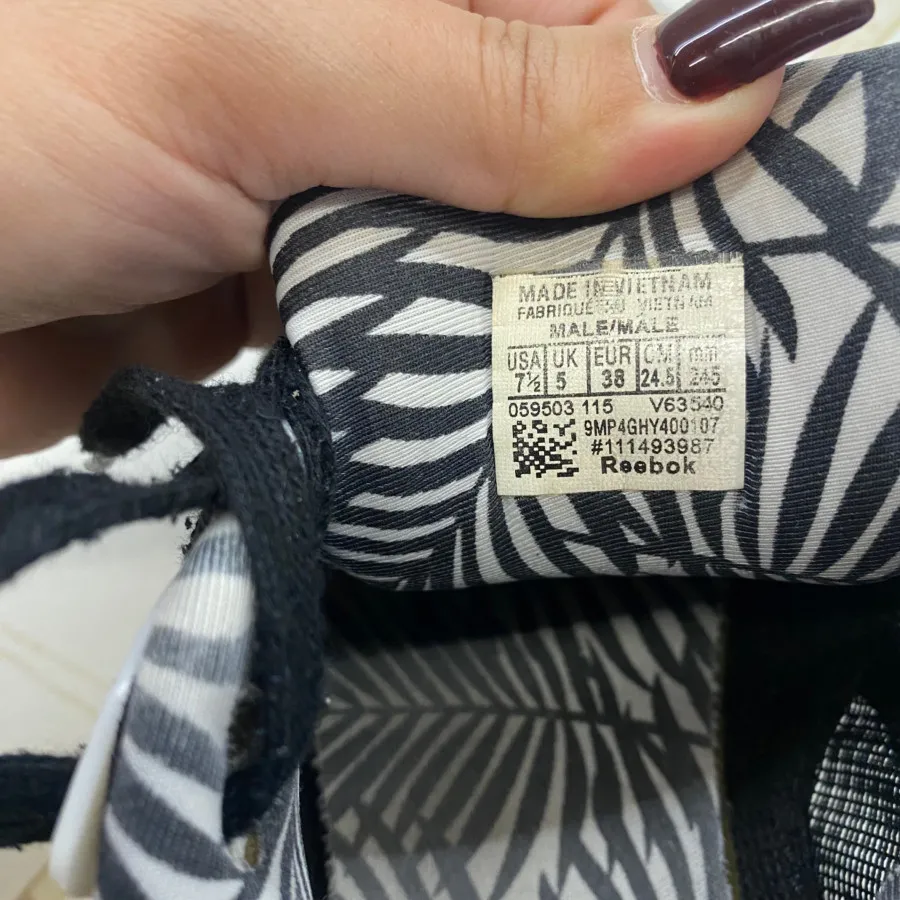 MADE IN VIETNAM
FABRIQUE AU VIETNAM
MALE/MALE
USA UK EUR CM mm
7½ 5 38 24.5 245
059503 115 V63540
9MP4GHY400107
#111493987
Reebok